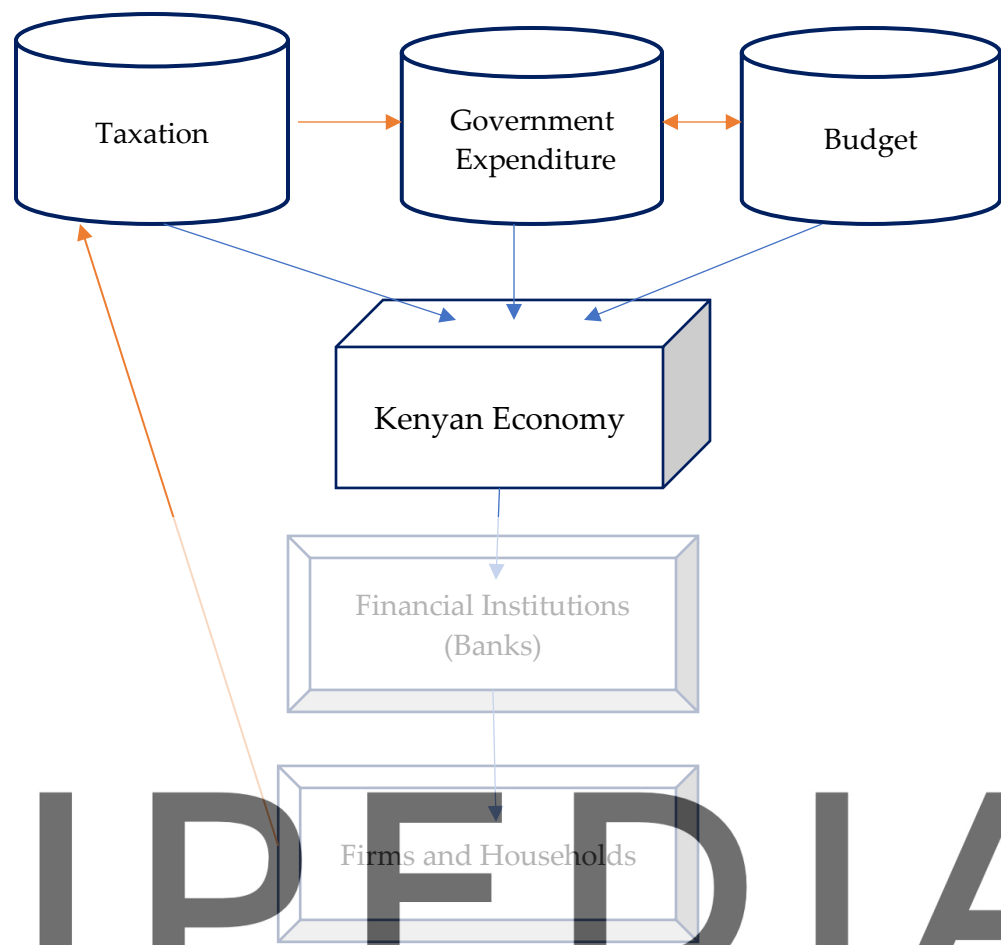 Taxation
Government
Expenditure
Budget
Kenyan Economy
Financial Institutions
(Banks)
Firms and Households
IPEDIA